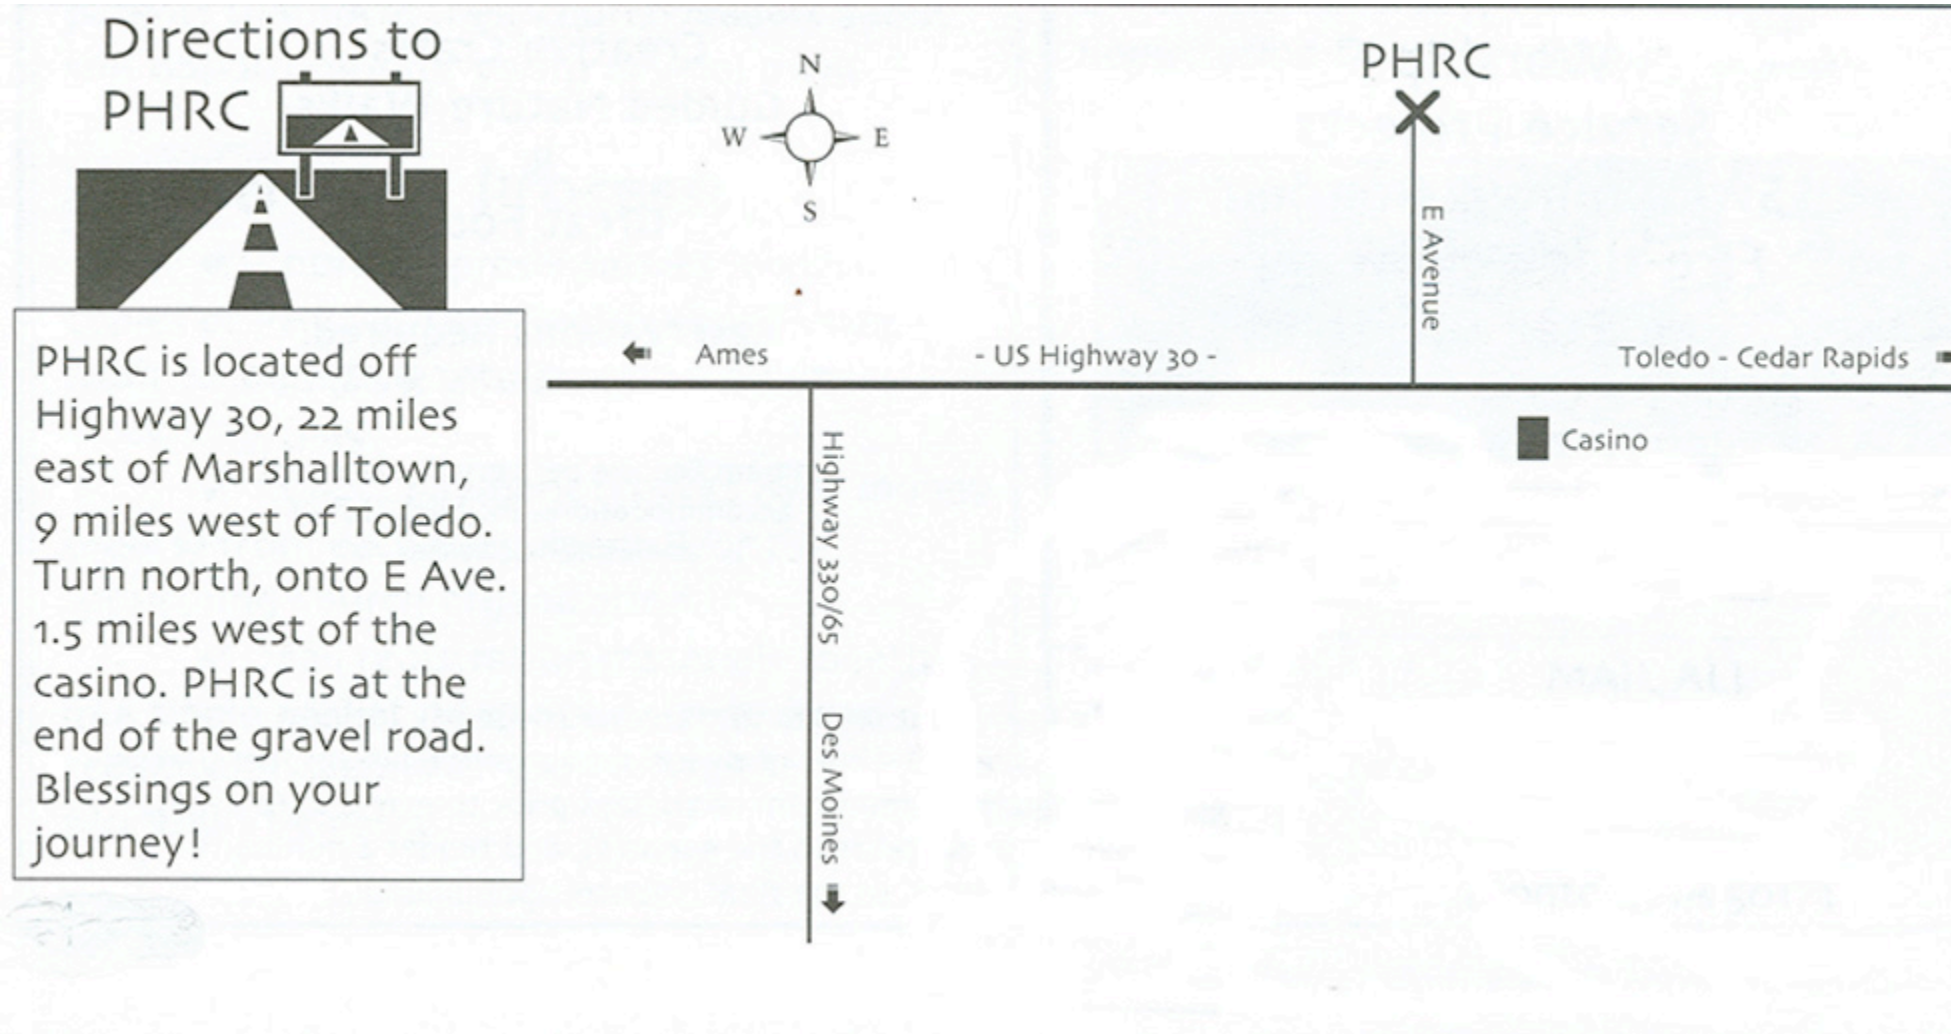 Directions to
PHRC
PHRC is located off
Highway 30, 22 miles
east of Marshalltown,
9 miles west of Toledo.
Turn north, onto E Ave.
1.5 miles west of the
casino. PHRC is at the
end of the gravel road.
Blessings on your
journey!
N
W E
S
PHRC
E Avenue
Ames
- US Highway 30 -
Toledo - Cedar Rapids
Casino
Highway 330/65
Des Moines